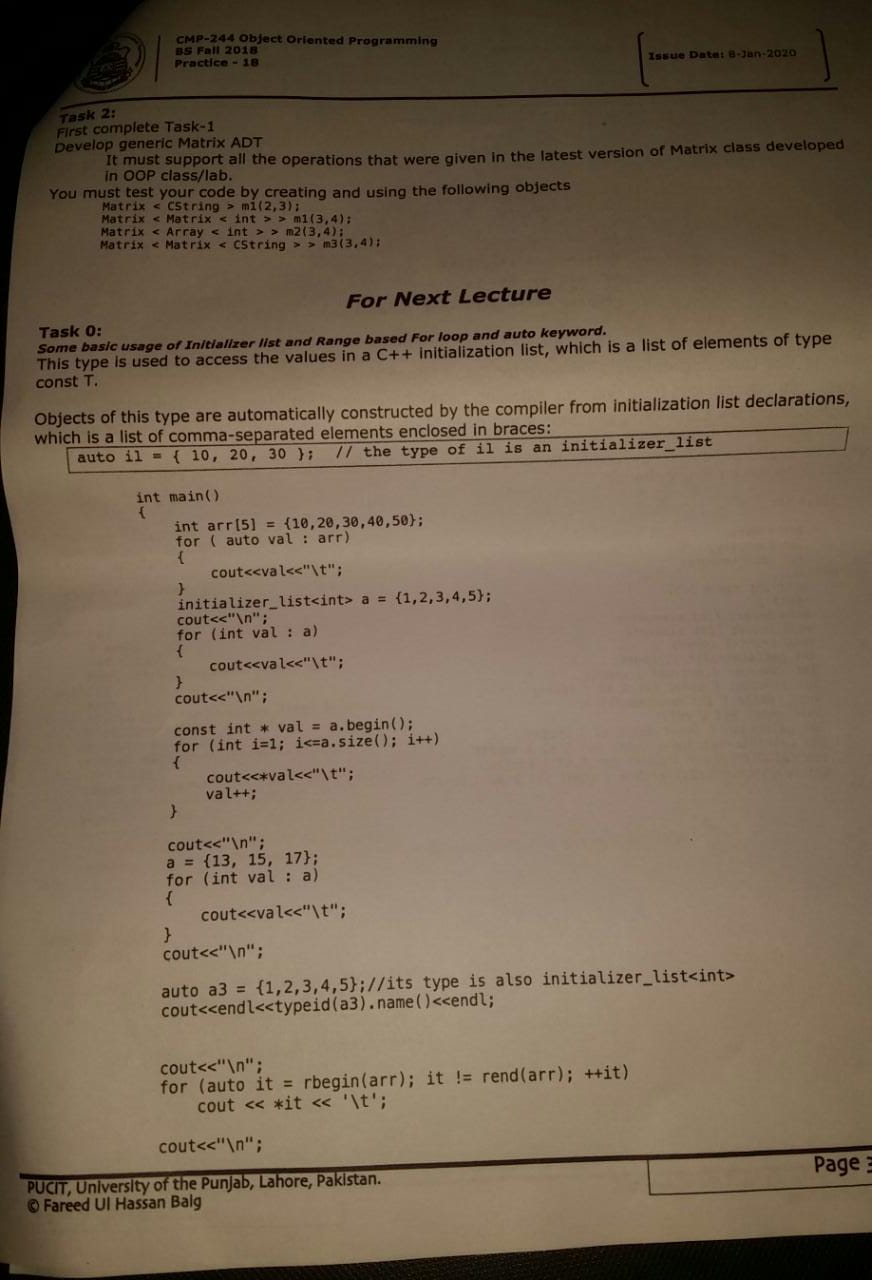 CMP-244 Object Oriented Programming
BS Fall 2018
Practice - 18
Issue Date: 8-Jan-2020
Task 2:
First complete Task-1
Develop generic Matrix ADT
It must support all the operations that were given in the latest version of Matrix class developed
in OOP class/lab.
You must test your code by creating and using the following objects
Matrix < CString > m1(2,3);
Matrix < Matrix < int > > m1(3,4);
Matrix < Array < int > > m2(3,4);
Matrix < Matrix < CString > > m3(3,4);
For Next Lecture
Task 0:
Some basic usage of Initializer list and Range based For loop and auto keyword.
This type is used to access the values in a C++ initialization list, which is a list of elements of type
const T.
Objects of this type are automatically constructed by the compiler from initialization list declarations,
which is a list of comma-separated elements enclosed in braces:
auto il = { 10, 20, 30 }; // the type of il is an initializer_list
int main()
{
int arr[5] = {10,20,30,40,50};
for ( auto val : arr)
{
cout<<val<<"\t";
}
initializer_list<int> a = {1,2,3,4,5};
cout<<"\n";
for (int val : a)
{
cout<<val<<"\t";
}
cout<<"\n";
const int * val = a.begin();
for (int i=1; i<=a.size(); i++)
{
cout<<*val<<"\t";
val++;
}
cout<<"\n";
a = {13, 15, 17};
for (int val : a)
{
cout<<val<<"\t";
}
cout<<"\n";
auto a3 = {1,2,3,4,5};//its type is also initializer_list<int>
cout<<endl<<typeid(a3).name()<<endl;
cout<<"\n";
for (auto it = rbegin(arr); it != rend(arr); ++it)
cout << *it << '\t';
cout<<"\n";
PUCIT, University of the Punjab, Lahore, Pakistan.
© Fareed Ul Hassan Baig
Page 3